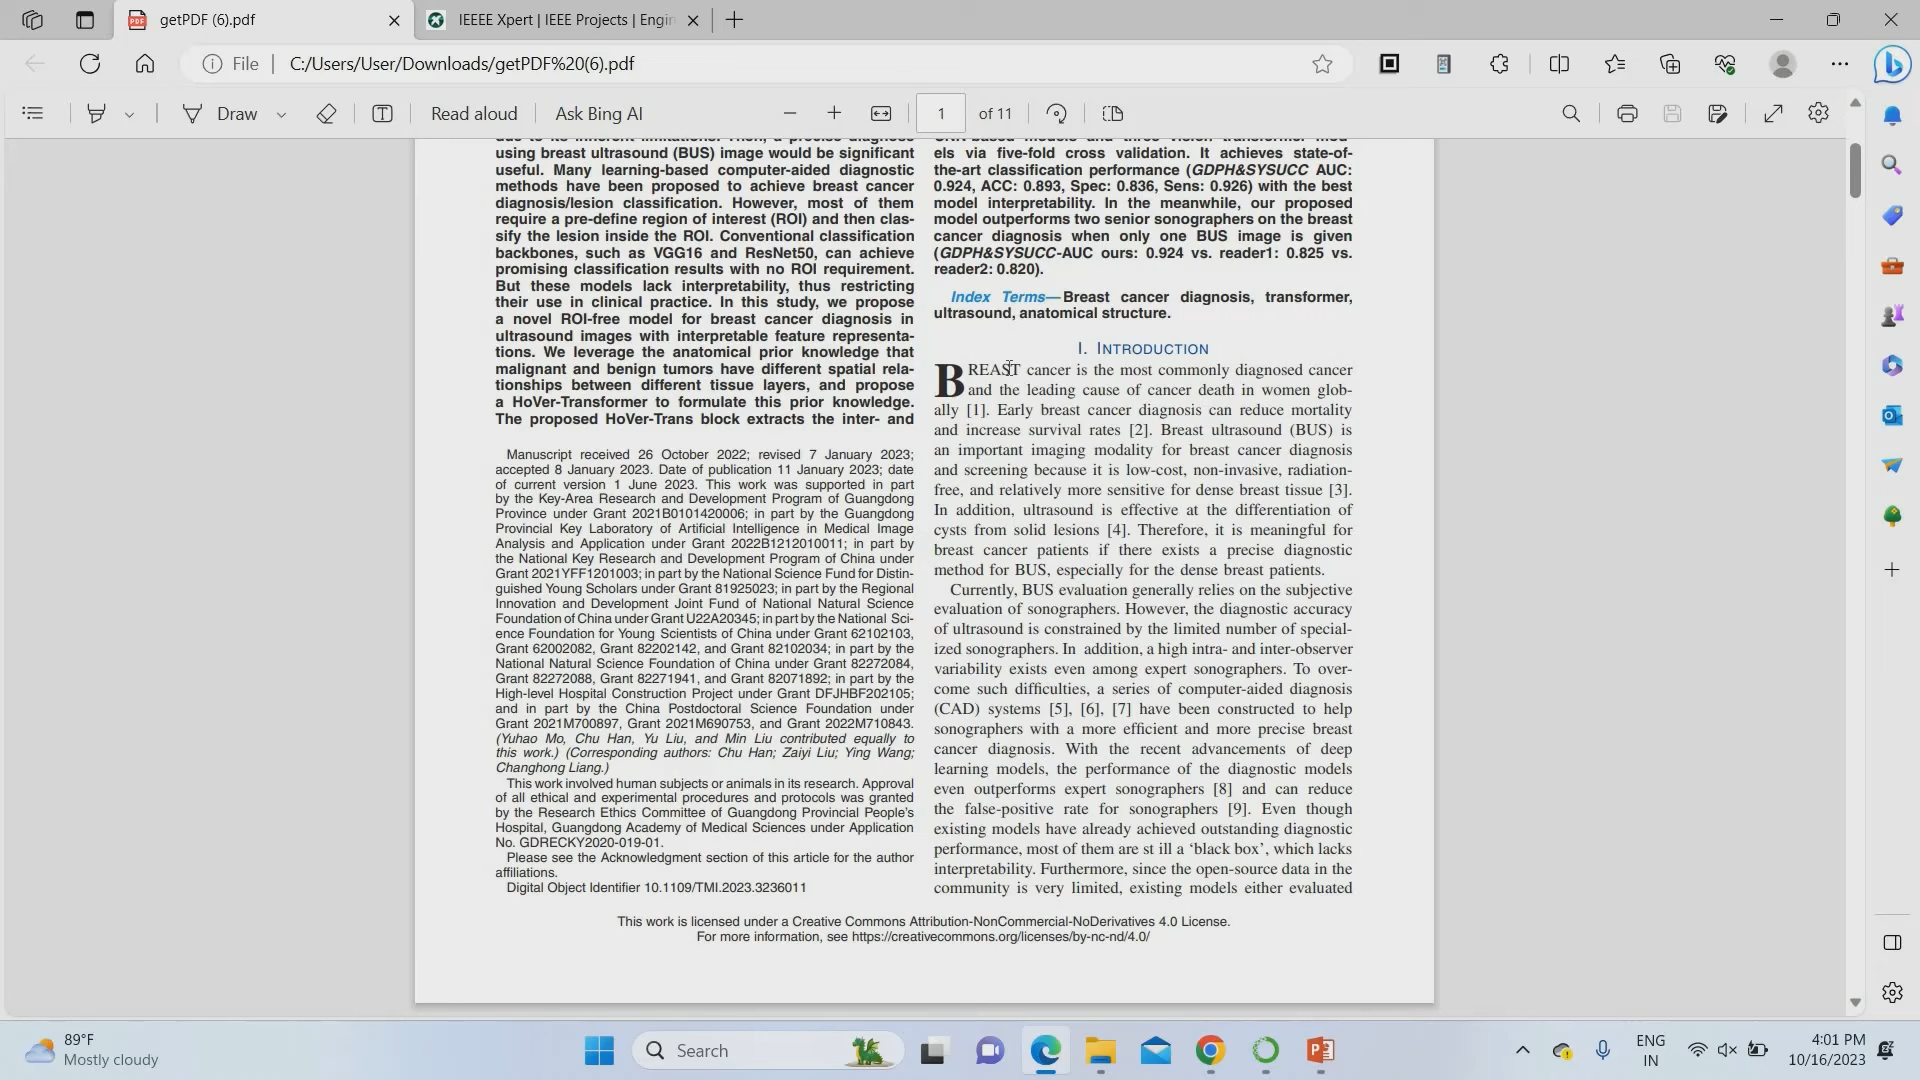 getPDF (6).pdf
IEEEE Xpert | IEEE Projects | Engin
File
C:/Users/User/Downloads/getPDF%20(6).pdf
Draw
Read aloud
Ask Bing AI
1
of 11
using breast ultrasound (BUS) image would be significant
useful. Many learning-based computer-aided diagnostic
methods have been proposed to achieve breast cancer
diagnosis/lesion classification. However, most of them
require a pre-define region of interest (ROI) and then clas-
sify the lesion inside the ROI. Conventional classification
backbones, such as VGG16 and ResNet50, can achieve
promising classification results with no ROI requirement.
But these models lack interpretability, thus restricting
their use in clinical practice. In this study, we propose
a novel ROI-free model for breast cancer diagnosis in
ultrasound images with interpretable feature representa-
tions. We leverage the anatomical prior knowledge that
malignant and benign tumors have different spatial rela-
tionships between different tissue layers, and propose
a HoVer-Transformer to formulate this prior knowledge.
The proposed HoVer-Trans block extracts the inter- and
Manuscript received 26 October 2022; revised 7 January 2023;
accepted 8 January 2023. Date of publication 11 January 2023; date
of current version 1 June 2023. This work was supported in part
by the Key-Area Research and Development Program of Guangdong
Province under Grant 2021B0101420006; in part by the Guangdong
Provincial Key Laboratory of Artificial Intelligence in Medical Image
Analysis and Application under Grant 2022B1212010011; in part by
the National Key Research and Development Program of China under
Grant 2021YFF1201003; in part by the National Science Fund for Distin-
guished Young Scholars under Grant 81925023; in part by the Regional
Innovation and Development Joint Fund of National Natural Science
Foundation of China under Grant U22A20345; in part by the National Sci-
ence Foundation for Young Scientists of China under Grant 62102103,
Grant 62002082, Grant 82202142, and Grant 82102034; in part by the
National Natural Science Foundation of China under Grant 82272084,
Grant 82272088, Grant 82271941, and Grant 82071892; in part by the
High-level Hospital Construction Project under Grant DFJHBF202105;
and in part by the China Postdoctoral Science Foundation under
Grant 2021M700897, Grant 2021M690753, and Grant 2022M710843.
(Yuhao Mo, Chu Han, Yu Liu, and Min Liu contributed equally to
this work.) (Corresponding authors: Chu Han; Zaiyi Liu; Ying Wang;
Changhong Liang.)
This work involved human subjects or animals in its research. Approval
of all ethical and experimental procedures and protocols was granted
by the Research Ethics Committee of Guangdong Provincial People's
Hospital, Guangdong Academy of Medical Sciences under Application
No. GDRECKY2020-019-01.
Please see the Acknowledgment section of this article for the author
affiliations.
Digital Object Identifier 10.1109/TMI.2023.3236011
els via five-fold cross validation. It achieves state-of-
the-art classification performance (GDPH&SYSUCC AUC:
0.924, ACC: 0.893, Spec: 0.836, Sens: 0.926) with the best
model interpretability. In the meanwhile, our proposed
model outperforms two senior sonographers on the breast
cancer diagnosis when only one BUS image is given
(GDPH&SYSUCC-AUC ours: 0.924 vs. reader1: 0.825 vs.
reader2: 0.820).
Index Terms—Breast cancer diagnosis, transformer,
ultrasound, anatomical structure.
I. INTRODUCTION
BREAST cancer is the most commonly diagnosed cancer
and the leading cause of cancer death in women glob-
ally [1]. Early breast cancer diagnosis can reduce mortality
and increase survival rates [2]. Breast ultrasound (BUS) is
an important imaging modality for breast cancer diagnosis
and screening because it is low-cost, non-invasive, radiation-
free, and relatively more sensitive for dense breast tissue [3].
In addition, ultrasound is effective at the differentiation of
cysts from solid lesions [4]. Therefore, it is meaningful for
breast cancer patients if there exists a precise diagnostic
method for BUS, especially for the dense breast patients.
Currently, BUS evaluation generally relies on the subjective
evaluation of sonographers. However, the diagnostic accuracy
of ultrasound is constrained by the limited number of special-
ized sonographers. In addition, a high intra- and inter-observer
variability exists even among expert sonographers. To over-
come such difficulties, a series of computer-aided diagnosis
(CAD) systems [5], [6], [7] have been constructed to help
sonographers with a more efficient and more precise breast
cancer diagnosis. With the recent advancements of deep
learning models, the performance of the diagnostic models
even outperforms expert sonographers [8] and can reduce
the false-positive rate for sonographers [9]. Even though
existing models have already achieved outstanding diagnostic
performance, most of them are st ill a ‘black box’, which lacks
interpretability. Furthermore, since the open-source data in the
community is very limited, existing models either evaluated
This work is licensed under a Creative Commons Attribution-NonCommercial-NoDerivatives 4.0 License.
For more information, see https://creativecommons.org/licenses/by-nc-nd/4.0/
89°F
Mostly cloudy
Search
ENG
IN
4:01 PM
10/16/2023